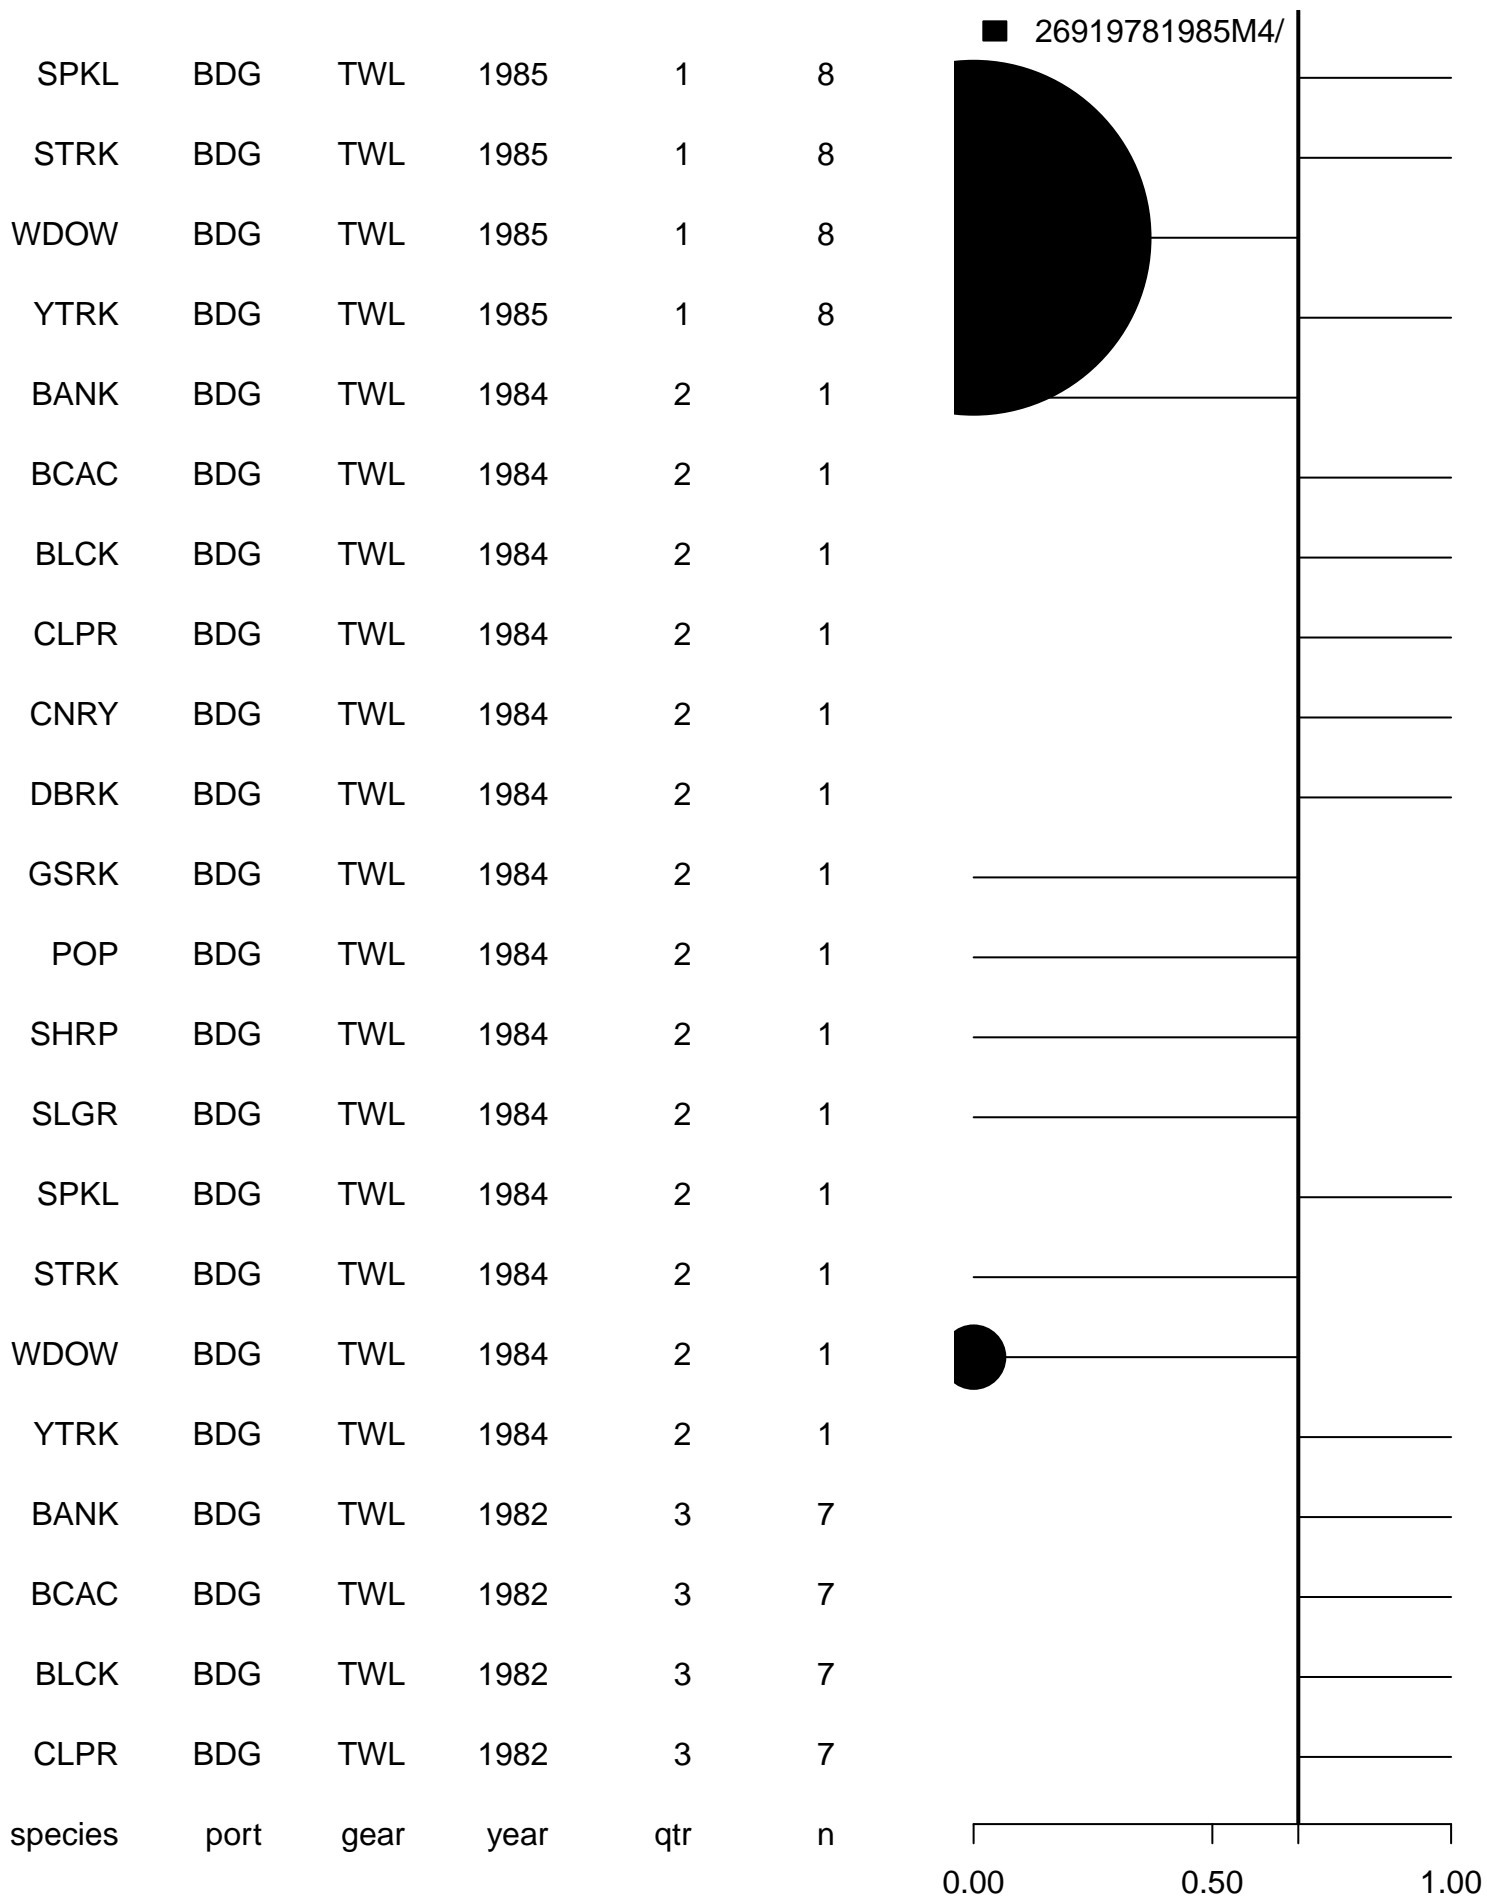 26919781985M4/
SPKL BDG TWL 1985 1 8
STRK BDG TWL 1985 1 8
WDOW BDG TWL 1985 1 8
YTRK BDG TWL 1985 1 8
BANK BDG TWL 1984 2 1
BCAC BDG TWL 1984 2 1
BLCK BDG TWL 1984 2 1
CLPR BDG TWL 1984 2 1
CNRY BDG TWL 1984 2 1
DBRK BDG TWL 1984 2 1
GSRK BDG TWL 1984 2 1
POP BDG TWL 1984 2 1
SHRP BDG TWL 1984 2 1
SLGR BDG TWL 1984 2 1
SPKL BDG TWL 1984 2 1
STRK BDG TWL 1984 2 1
WDOW BDG TWL 1984 2 1
YTRK BDG TWL 1984 2 1
BANK BDG TWL 1982 3 7
BCAC BDG TWL 1982 3 7
BLCK BDG TWL 1982 3 7
CLPR BDG TWL 1982 3 7
species port gear year qtr n
0.00 0.50 1.00